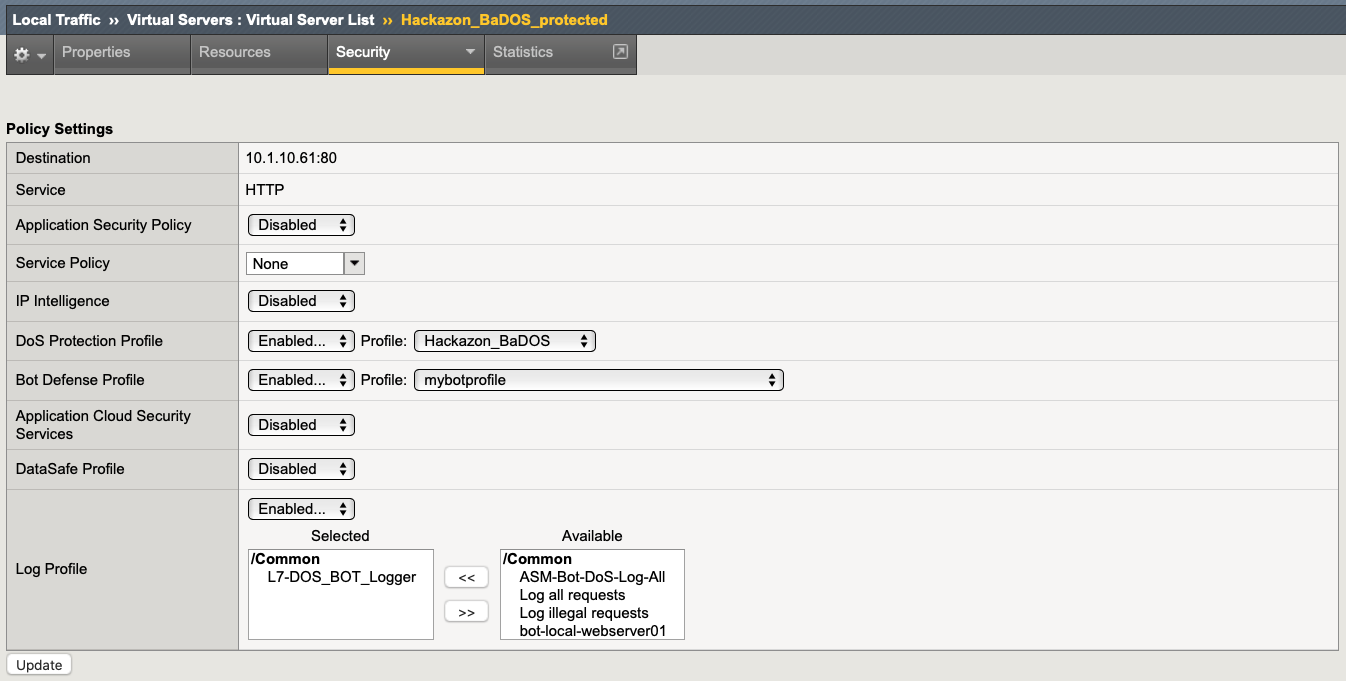 Local Traffic ›› Virtual Servers : Virtual Server List ›› Hackazon_BaDOS_protected
Properties Resources Security Statistics
Policy Settings
Destination 10.1.10.61:80
Service HTTP
Application Security Policy Disabled
Service Policy None
IP Intelligence Disabled
DoS Protection Profile Enabled... Profile: Hackazon_BaDOS
Bot Defense Profile Enabled... Profile: mybotprofile
Application Cloud Security
Services Disabled
DataSafe Profile Disabled
Log Profile Enabled...
Selected Available
/Common
L7-DOS_BOT_Logger
<<
>>
/Common
ASM-Bot-DoS-Log-All
Log all requests
Log illegal requests
bot-local-webserver01
Update